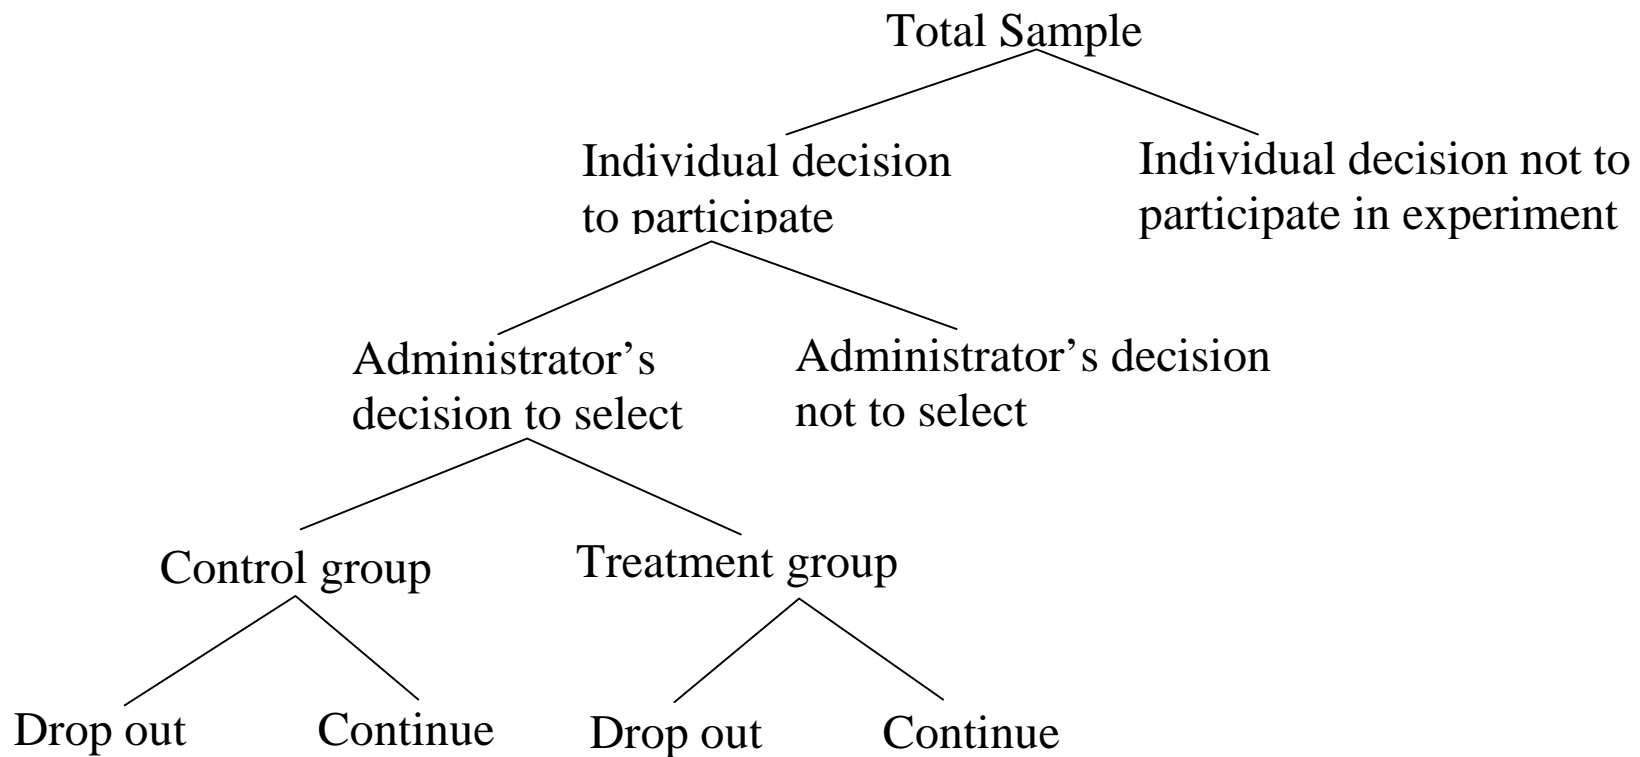 Total Sample
Individual decision
to participate
Individual decision not to
participate in experiment
Administrator’s
decision to select
Administrator’s decision
not to select
Control group
Treatment group
Drop out
Continue
Drop out
Continue